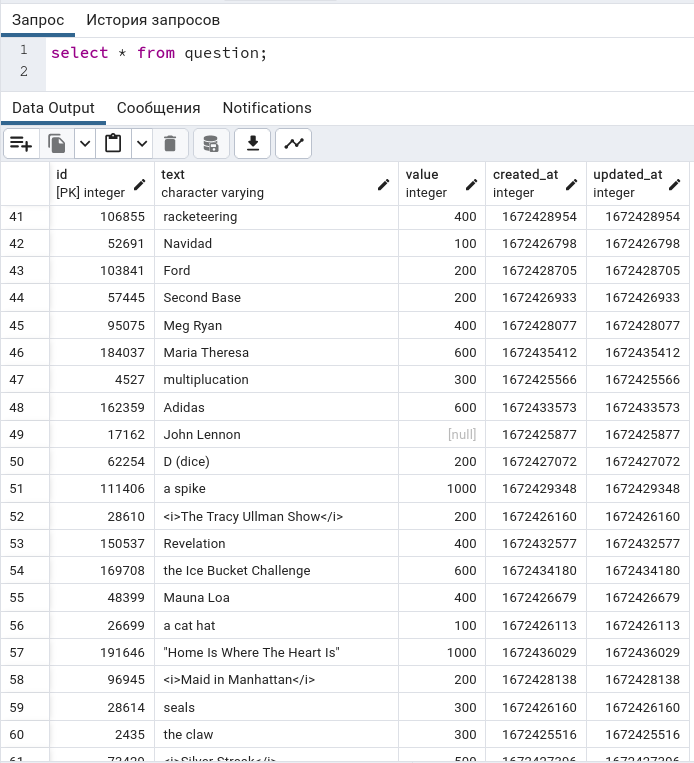 Запрос История запросов
1 select * from question;
2
Data Output Сообщения Notifications
id text value created_at updated_at
[PK] integer character varying integer integer integer
41 106855 racketeering 400 1672428954 1672428954
42 52691 Navidad 100 1672426798 1672426798
43 103841 Ford 200 1672428705 1672428705
44 57445 Second Base 200 1672426933 1672426933
45 95075 Meg Ryan 400 1672428077 1672428077
46 184037 Maria Theresa 600 1672435412 1672435412
47 4527 multiplucation 300 1672425566 1672425566
48 162359 Adidas 600 1672433573 1672433573
49 17162 John Lennon [null] 1672425877 1672425877
50 62254 D (dice) 200 1672427072 1672427072
51 111406 a spike 1000 1672429348 1672429348
52 28610 <i>The Tracy Ullman Show</i> 200 1672426160 1672426160
53 150537 Revelation 400 1672432577 1672432577
54 169708 the Ice Bucket Challenge 600 1672434180 1672434180
55 48399 Mauna Loa 400 1672426679 1672426679
56 26699 a cat hat 100 1672426113 1672426113
57 191646 "Home Is Where The Heart Is" 1000 1672436029 1672436029
58 96945 <i>Maid in Manhattan</i> 200 1672428138 1672428138
59 28614 seals 300 1672426160 1672426160
60 2435 the claw 300 1672425516 1672425516
61 <i>Silver Streak</i> 500